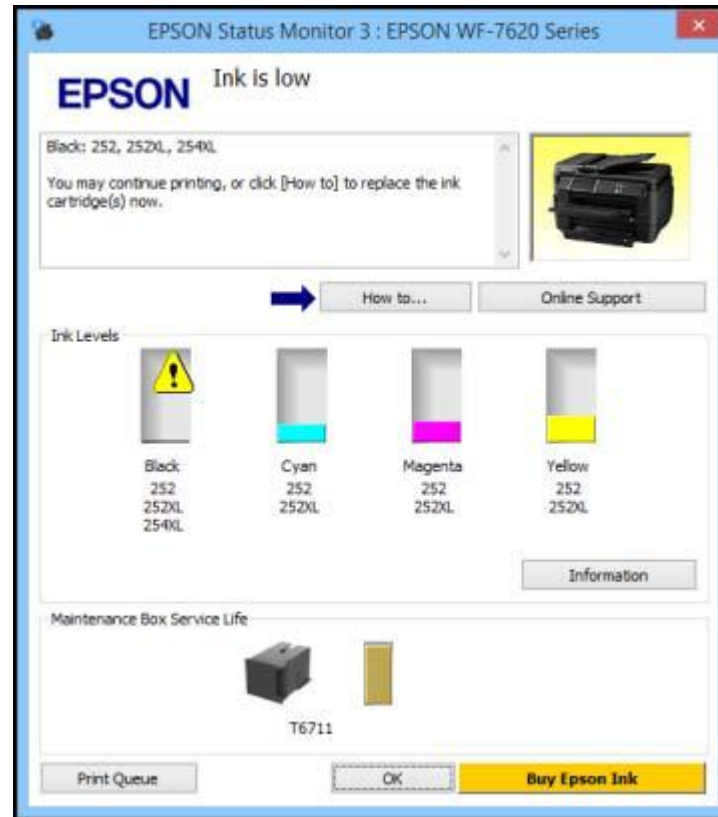 EPSON Status Monitor 3 : EPSON WF-7620 Series
EPSON
Ink is low
Black: 252, 252XL, 254XL
You may continue printing, or click [How to] to replace the ink
cartridge(s) now.
How to...
Online Support
Ink Levels
Black
Cyan
Magenta
Yellow
252
252
252
252
252XL
252XL
252XL
252XL
254XL
Information
Maintenance Box Service Life
T6711
Print Queue
OK
Buy Epson Ink